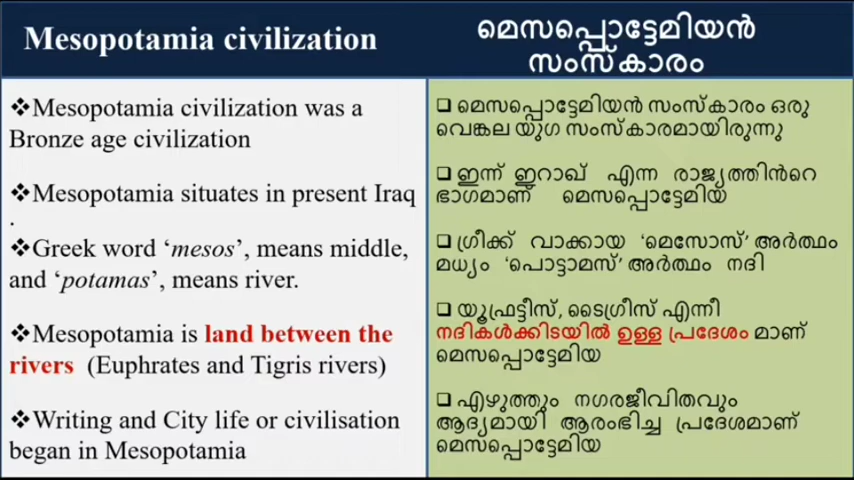 Mesopotamia civilization
❖Mesopotamia civilization was a
Bronze age civilization
❖Mesopotamia situates in present Iraq
.
❖Greek word ‘mesos’, means middle,
and ‘potamas’, means river.
❖Mesopotamia is land between the
rivers (Euphrates and Tigris rivers)
❖Writing and City life or civilisation
began in Mesopotamia
മെസപ്പൊട്ടേമിയൻ
സംസ്കാരം
❑ മെസപ്പൊട്ടേമിയൻ സംസ്കാരം ഒരു
വെങ്കല യുഗ സംസ്കാരമായിരുന്നു
❑ ഇന്ന് ഇറാഖ് എന്ന രാജ്യത്തിൻറെ
ഭാഗമാണ് മെസപ്പൊട്ടേമിയ
❑ ഗ്രീക്ക് വാക്കായ ‘മെസോസ്’ അർത്ഥം
മധ്യം ‘പൊട്ടാമസ്’ അർത്ഥം നദി
❑ യൂഫ്രട്ടീസ്, ടൈഗ്രീസ് എന്നീ
നദികൾക്കിടയിൽ ഉള്ള പ്രദേശം മാണ്
മെസപ്പൊട്ടേമിയ
❑ എഴുത്തും നഗരജീവിതവും
ആദ്യമായി ആരംഭിച്ച പ്രദേശമാണ്
മെസപ്പൊട്ടേമിയ